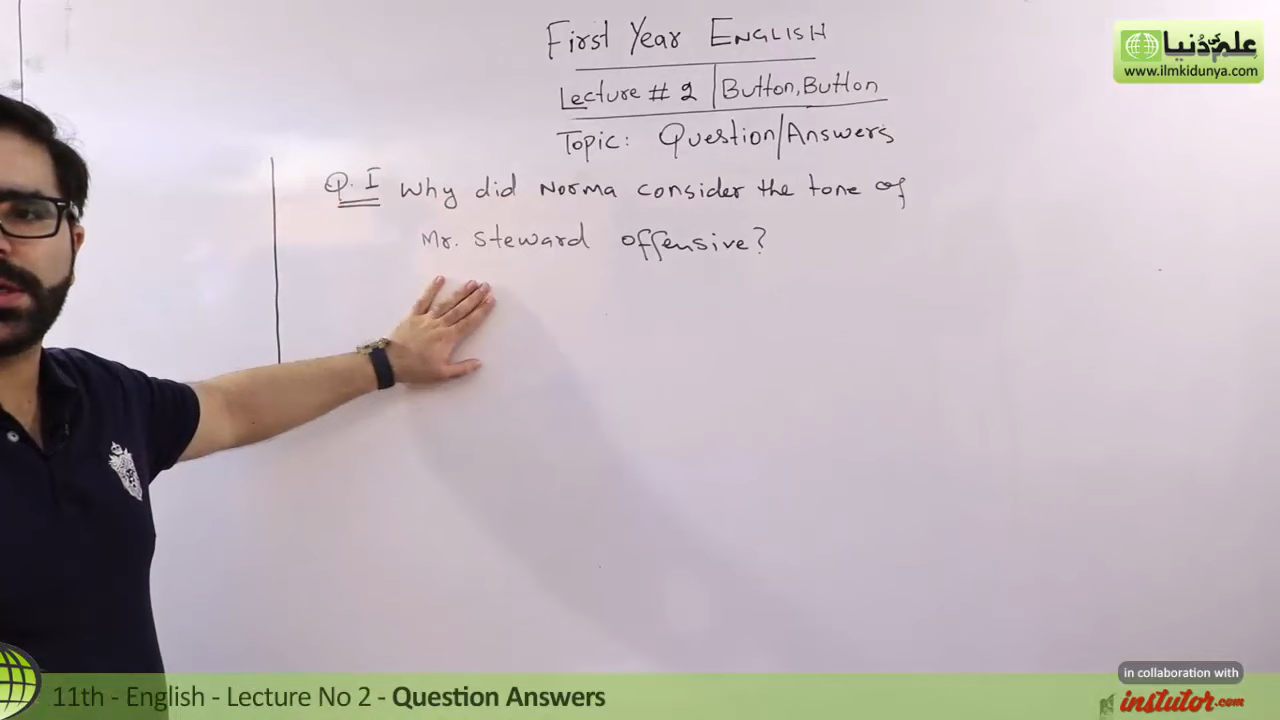 First Year ENGLISH
Lecture # 2 | Button, Button
Topic: Question/Answers
Q.I Why did Norma consider the tone of
Mr. Steward offensive?
علم کی دُنیا
www.ilmkidunya.com
11th - English - Lecture No 2 - Question Answers
in collaboration with
instutor.com